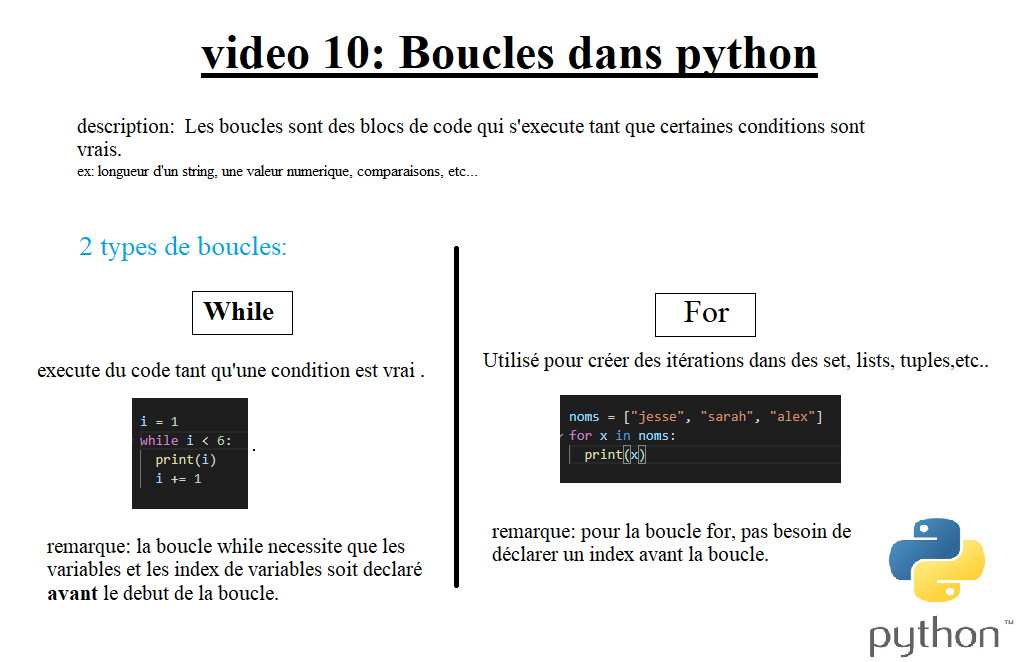 video 10: Boucles dans python
description:  Les boucles sont des blocs de code qui s'execute tant que certaines conditions sont
vrais.
ex: longueur d'un string, une valeur numerique, comparaisons, etc...
2 types de boucles:
While
execute du code tant qu'une condition est vrai .
i = 1
while i < 6:
  print(i)
  i += 1
.
remarque: la boucle while necessite que les
variables et les index de variables soit declaré
avant le debut de la boucle.
For
Utilisé pour créer des itérations dans des set, lists, tuples,etc..
noms = ["jesse", "sarah", "alex"]
for x in noms:
  print(x)
remarque: pour la boucle for, pas besoin de
déclarer un index avant la boucle.
python™